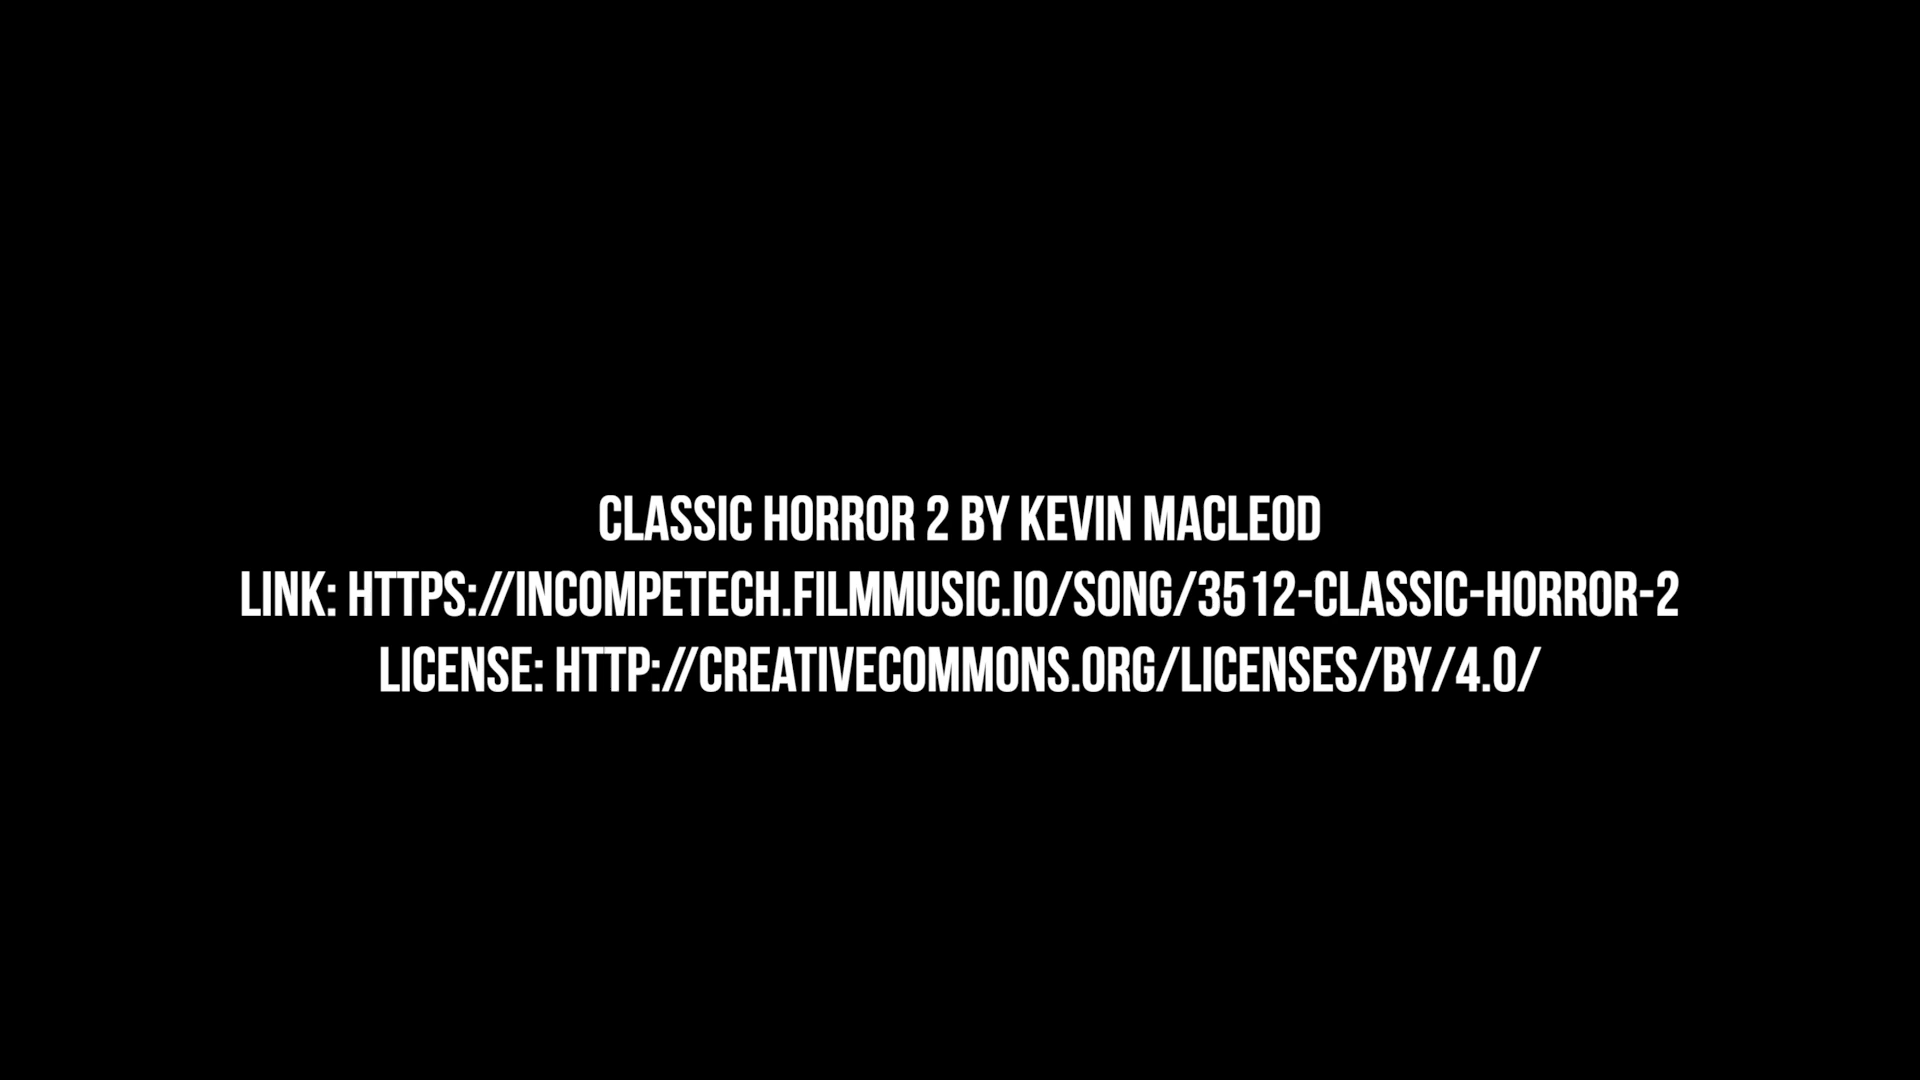 CLASSIC HORROR 2 BY KEVIN MACLEOD
LINK: HTTPS://INCOMPETECH.FILMMUSIC.IO/SONG/3512-CLASSIC-HORROR-2
LICENSE: HTTP://CREATIVECOMMONS.ORG/LICENSES/BY/4.0/